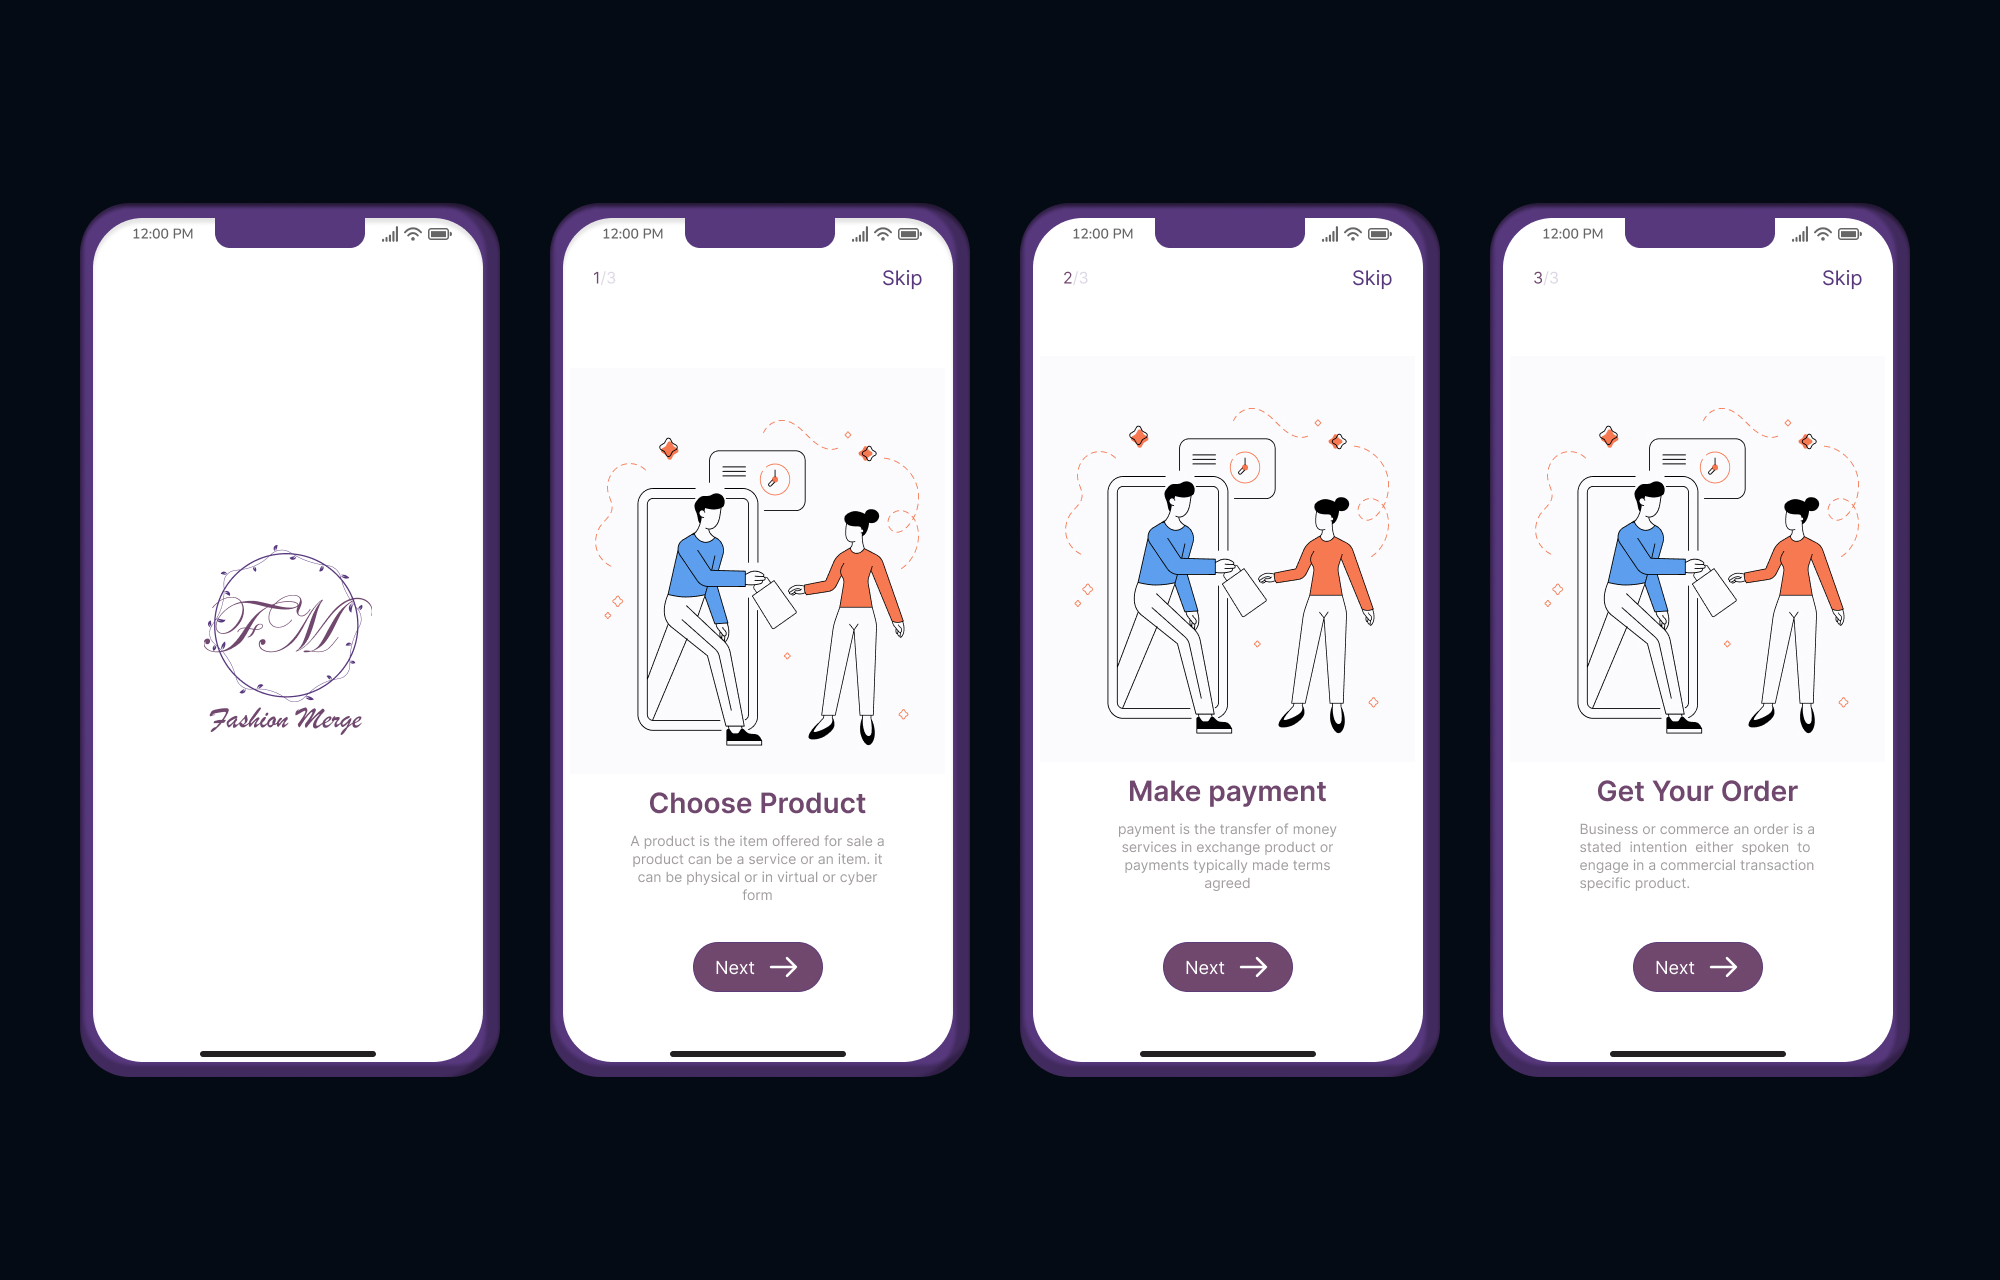 12:00 PM
FM
Fashion Merge
12:00 PM
1/3
Skip
Choose Product
A product is the item offered for sale a
product can be a service or an item. it
can be physical or in virtual or cyber
form
Next
12:00 PM
2/3
Skip
Make payment
payment is the transfer of money
services in exchange product or
payments typically made terms
agreed
Next
12:00 PM
3/3
Skip
Get Your Order
Business or commerce an order is a
stated intention either spoken to
engage in a commercial transaction
specific product.
Next